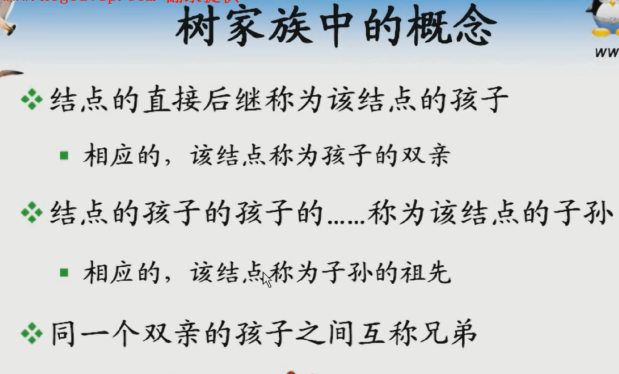 树家族中的概念
ww
结点的直接后继称为该结点的孩子
相应的，该结点称为孩子的双亲
结点的孩子的孩子的……称为该结点的子孙
相应的，该结点称为子孙的祖先
同一个双亲的孩子之间互称兄弟